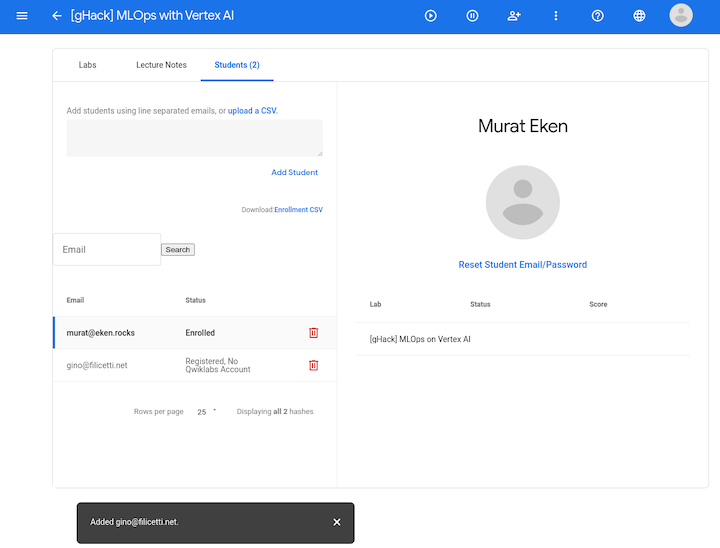 [gHack] MLOps with Vertex AI
Labs
Lecture Notes
Students (2)
Add students using line separated emails, or upload a CSV.
Add Student
Download:Enrollment CSV
Email
Search
Email Status
murat@eken.rocks Enrolled
gino@filicetti.net Registered, No
Qwiklabs Account
Rows per page 25 Displaying all 2 hashes
Murat Eken
Reset Student Email/Password
Lab Status Score
[gHack] MLOps on Vertex AI
Added gino@filicetti.net.